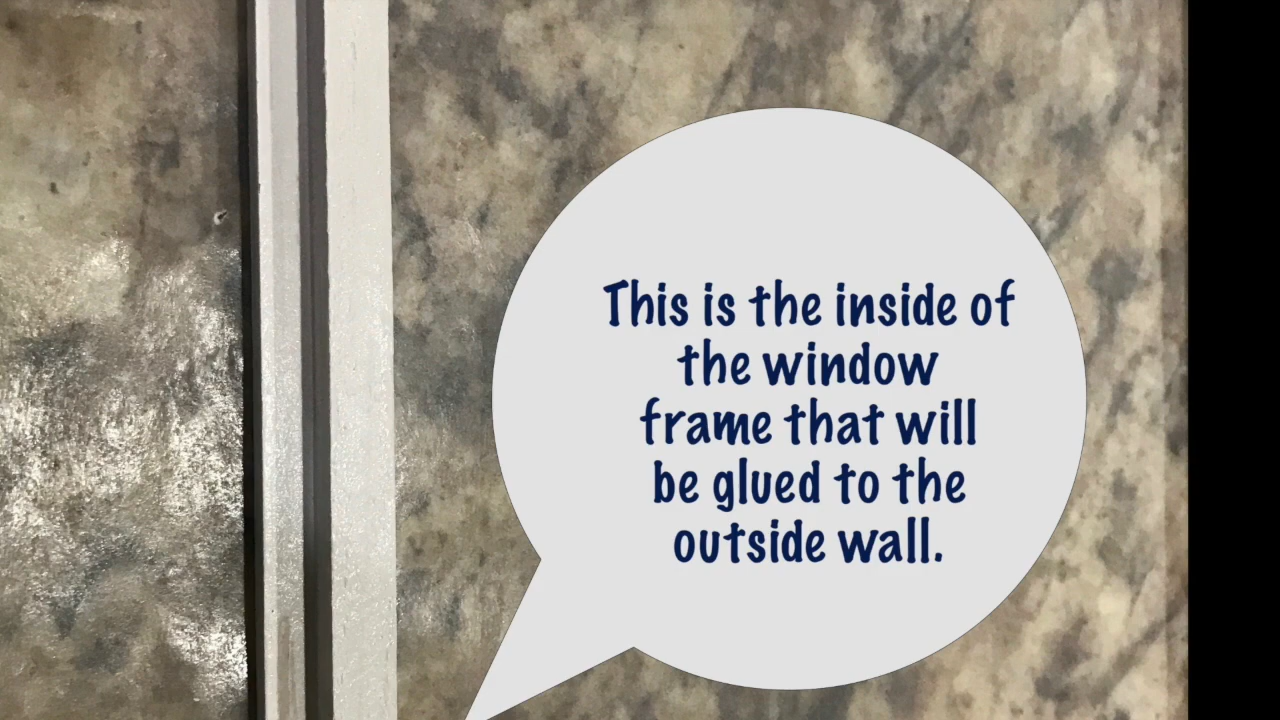 This is the inside of
the window
frame that will
be glued to the
outside wall.